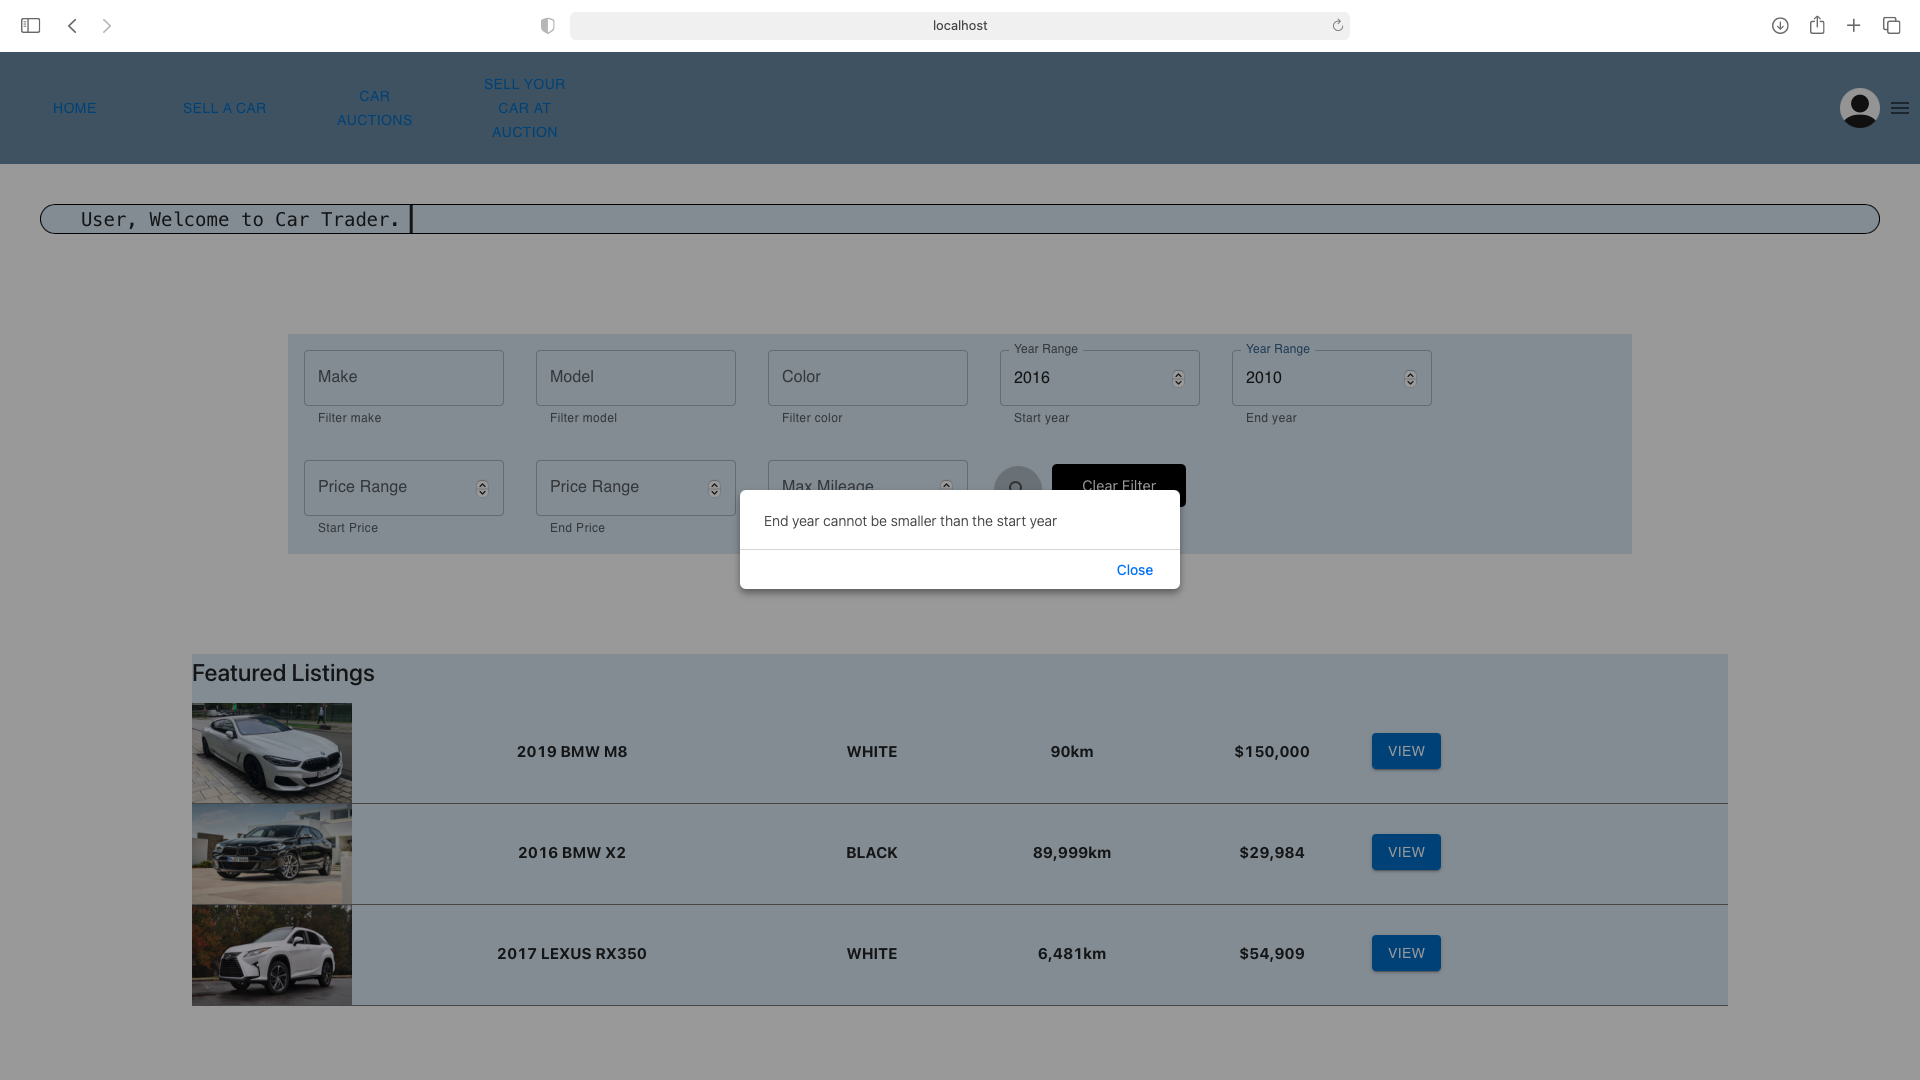 localhost
HOME
SELL A CAR
CAR
AUCTIONS
SELL YOUR
CAR AT
AUCTION
User, Welcome to Car Trader.
Year Range
Year Range
Make
Model
Color
2016
2010
Filter make
Filter model
Filter color
Start year
End year
Price Range
Price Range
Max Mileage
Clear Filter
Start Price
End Price
End year cannot be smaller than the start year
Close
Featured Listings
2019 BMW M8 WHITE 90km $150,000 VIEW
2016 BMW X2 BLACK 89,999km $29,984 VIEW
2017 LEXUS RX350 WHITE 6,481km $54,909 VIEW